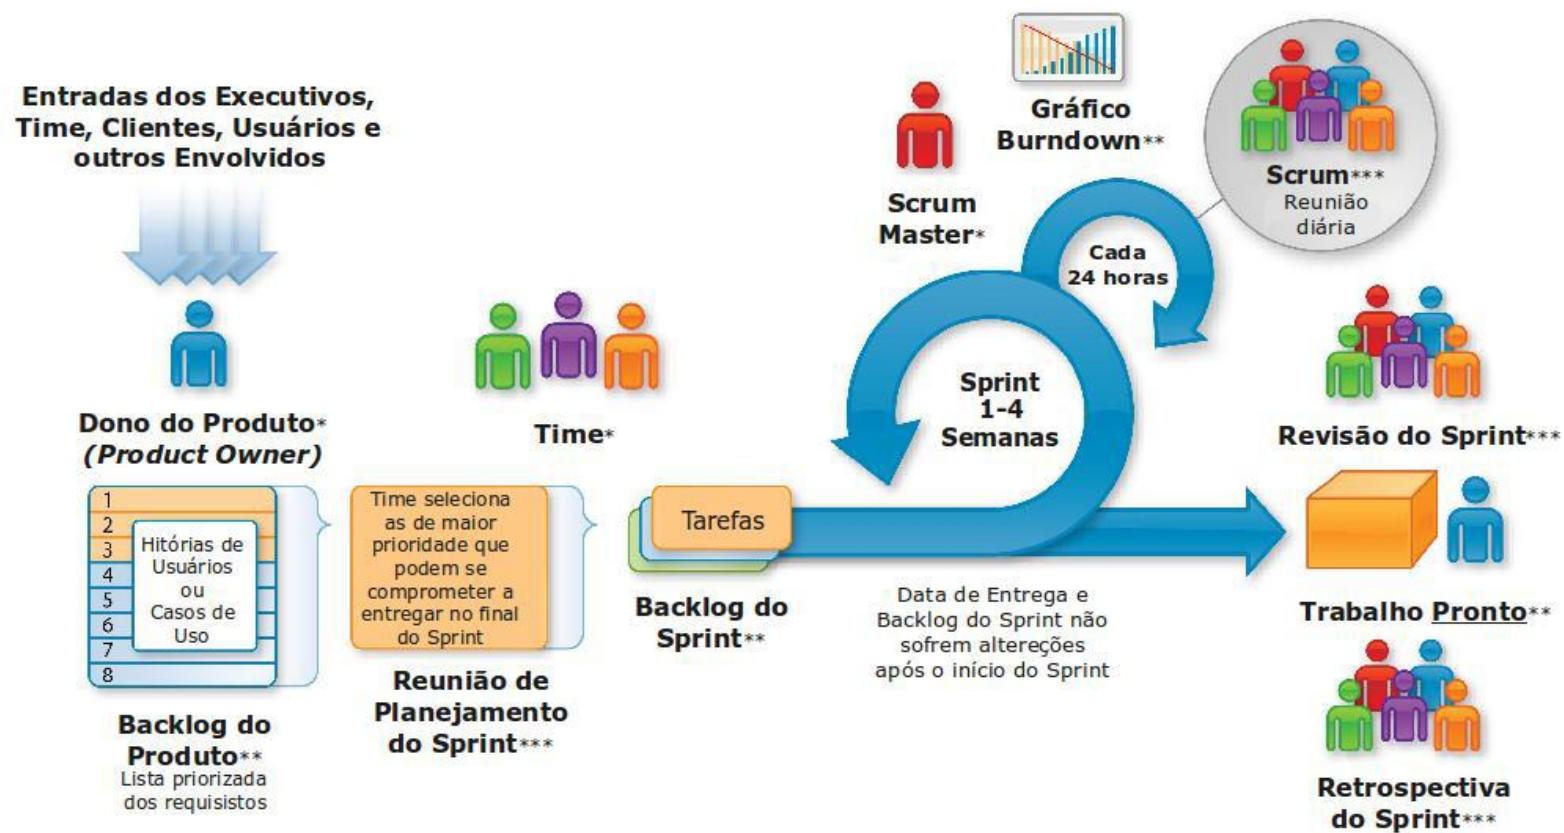 Entradas dos Executivos,
Time, Clientes, Usuários e
outros Envolvidos
Dono do Produto*
(Product Owner)
1
2
3
4
5
6
7
8
Hitórias de
Usuários
ou
Casos de
Uso
Backlog do
Produto**
Lista priorizada
dos requisistos
Time*
Time seleciona
as de maior
prioridade que
podem se
comprometer a
entregar no final
do Sprint
Reunião de
Planejamento
do Sprint***
Tarefas
Backlog do
Sprint**
Scrum
Master*
Gráfico
Burndown**
Cada
24 horas
Scrum***
Reunião
diária
Sprint
1-4
Semanas
Data de Entrega e
Backlog do Sprint não
sofrem altereções
após o início do Sprint
Revisão do Sprint***
Trabalho Pronto**
Retrospectiva
do Sprint***